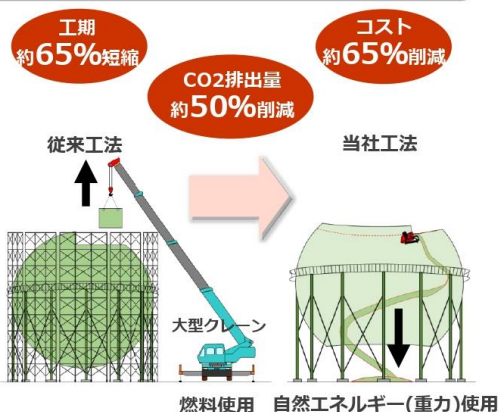 工期
約65%短縮
コスト
約65%削減
CO2排出量
約50%削減
従来工法
当社工法
大型クレーン
燃料使用
自然エネルギー(重力)使用